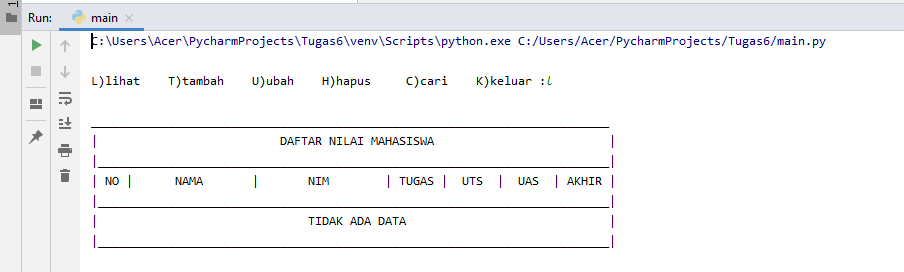 1
Run: main ×
C:\Users\Acer\PycharmProjects\Tugas6\venv\Scripts\python.exe C:/Users/Acer/PycharmProjects/Tugas6/main.py
L)lihat T)tambah U)ubah H)hapus C)cari K)keluar :l
DAFTAR NILAI MAHASISWA
| NO | NAMA | NIM | TUGAS | UTS | UAS | AKHIR |
TIDAK ADA DATA